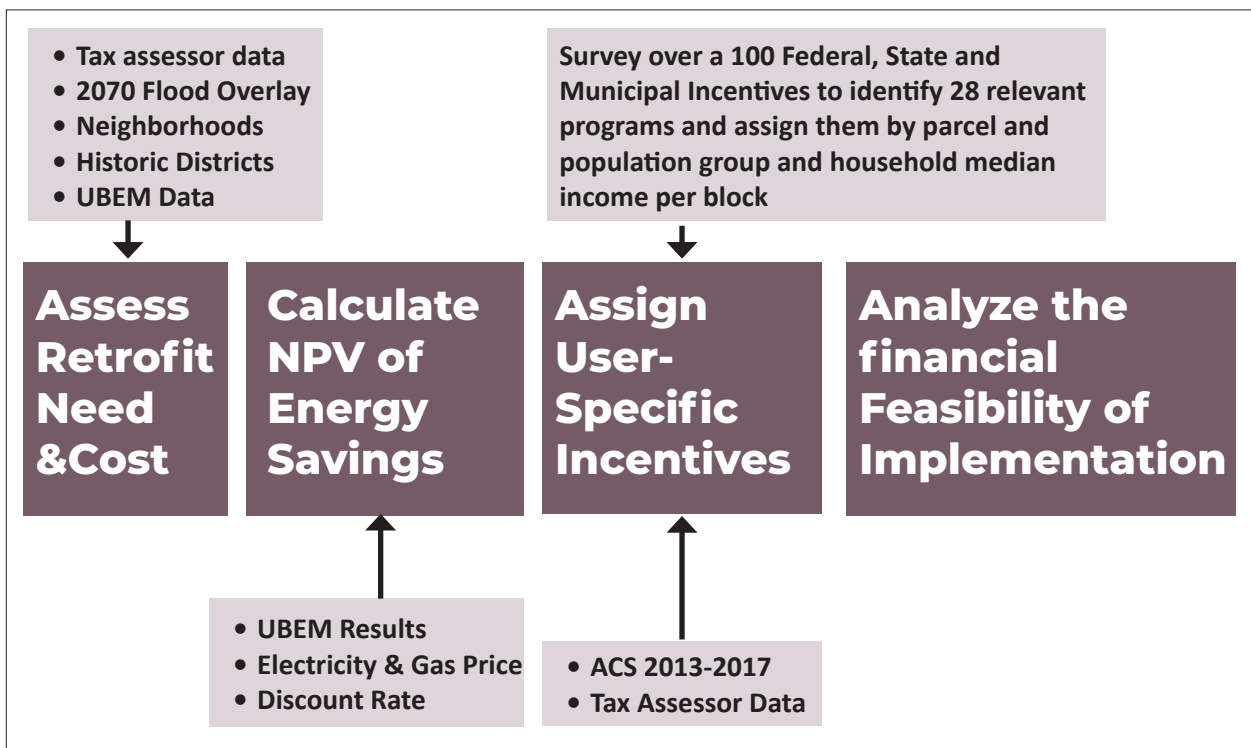 • Tax assessor data
• 2070 Flood Overlay
• Neighborhoods
• Historic Districts
• UBEM Data
Survey over a 100 Federal, State and
Municipal Incentives to identify 28 relevant
programs and assign them by parcel and
population group and household median
income per block
Assess
Retrofit
Need
&Cost
Calculate
NPV of
Energy
Savings
Assign
User-
Specific
Incentives
Analyze the
financial
Feasibility of
Implementation
• UBEM Results
• Electricity & Gas Price
• Discount Rate
• ACS 2013-2017
• Tax Assessor Data